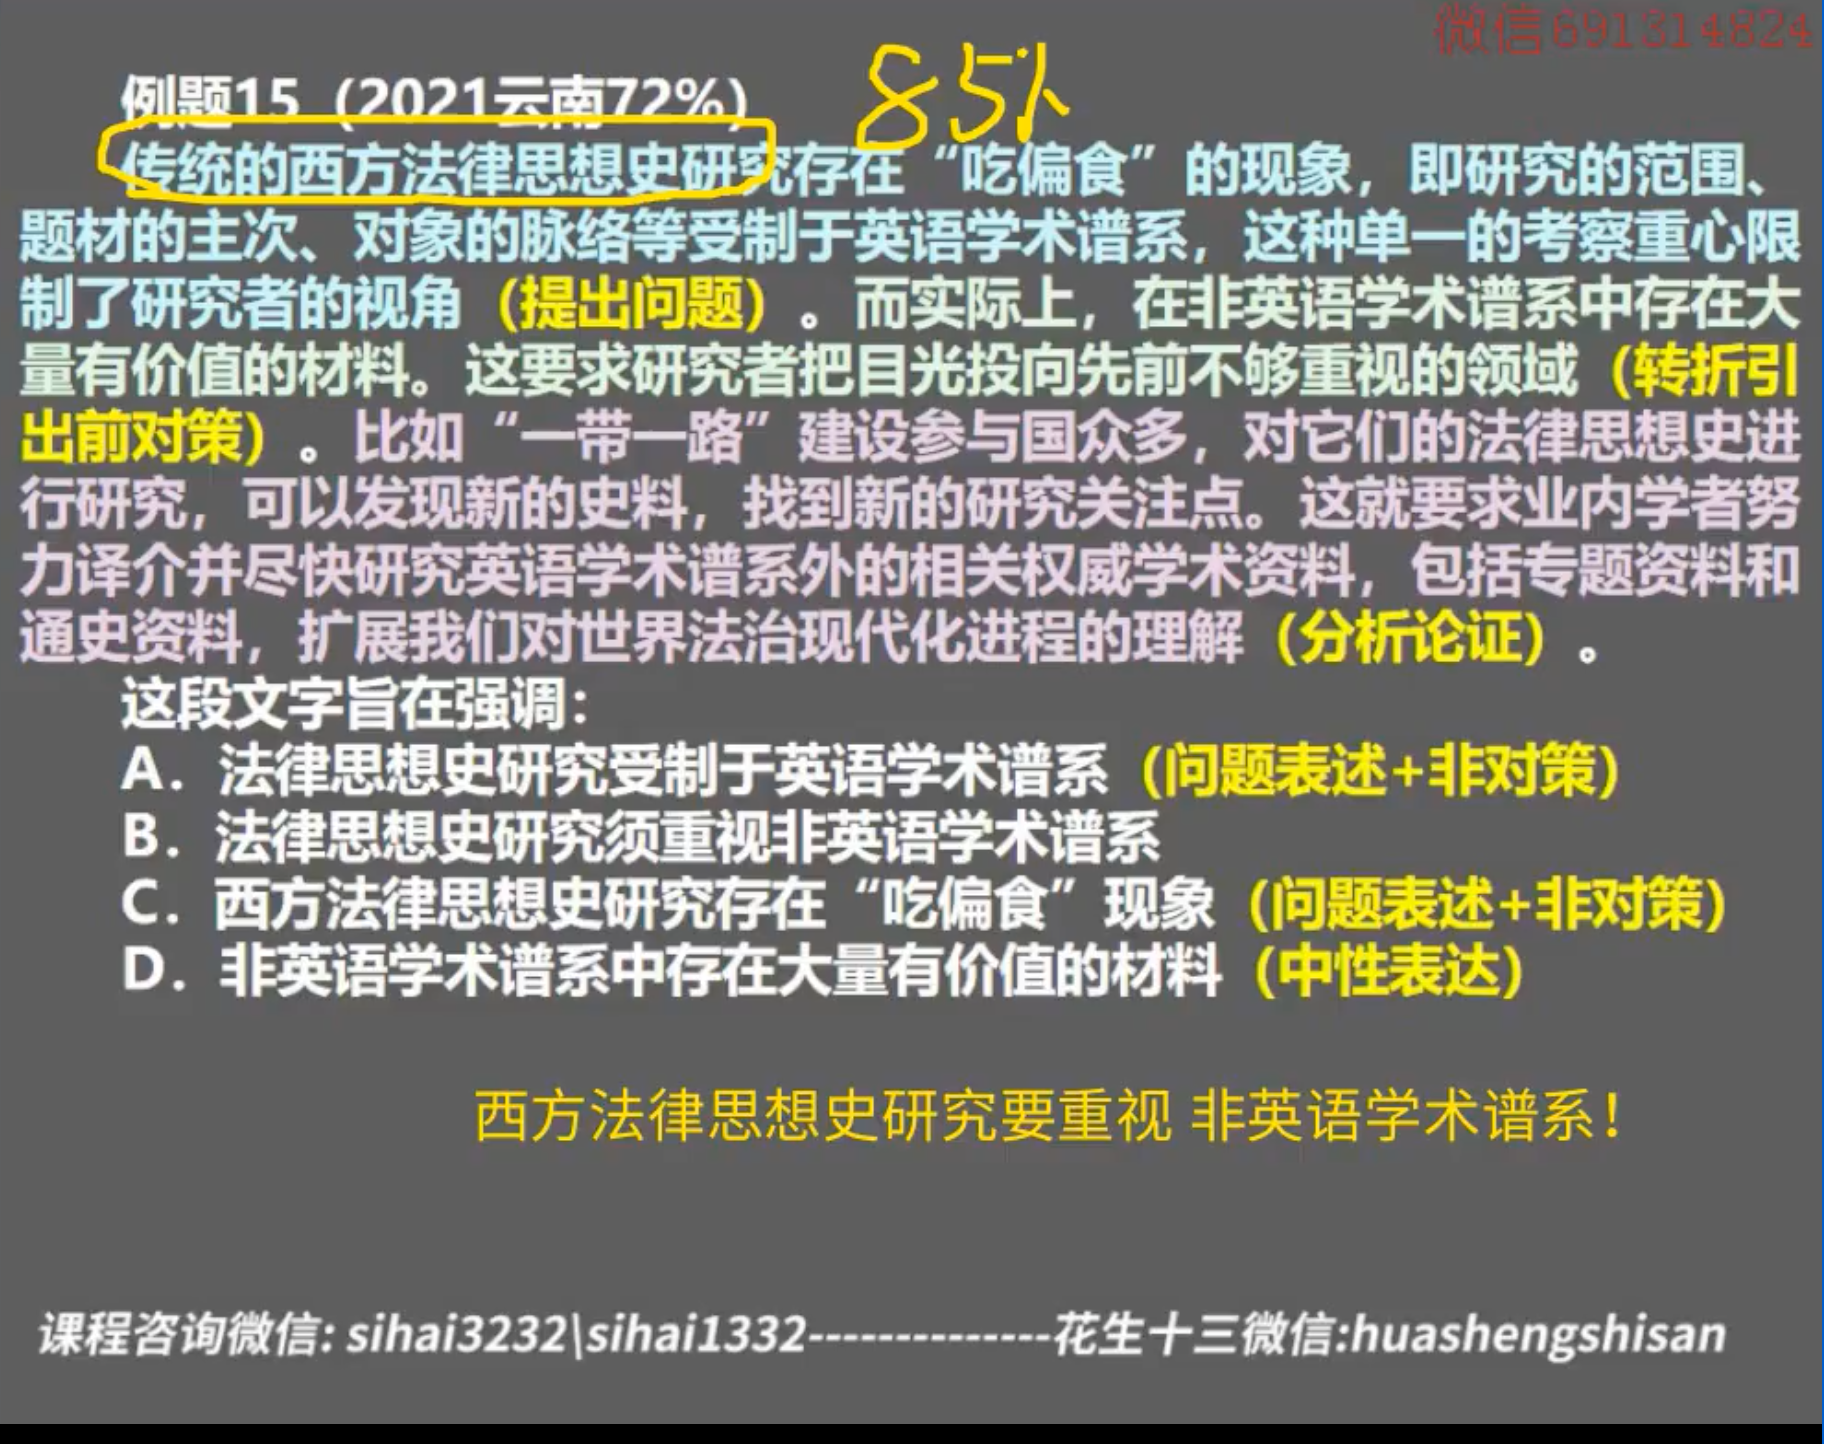 微信691314824
例题15（2021云南72%） 85%
传统的西方法律思想史研究存在“吃偏食”的现象，即研究的范围、
题材的主次、对象的脉络等受制于英语学术谱系，这种单一的考察重心限
制了研究者的视角（提出问题）。而实际上，在非英语学术谱系中存在大
量有价值的材料。这要求研究者把目光投向先前不够重视的领域（转折引
出前对策）。比如“一带一路”建设参与国众多，对它们的法律思想史进
行研究，可以发现新的史料，找到新的研究关注点。这就要求业内学者努
力译介并尽快研究英语学术谱系外的相关权威学术资料，包括专题资料和
通史资料，扩展我们对世界法治现代化进程的理解（分析论证）。
这段文字旨在强调：
A．法律思想史研究受制于英语学术谱系（问题表述+非对策）
B．法律思想史研究须重视非英语学术谱系
C．西方法律思想史研究存在“吃偏食”现象（问题表述+非对策）
D．非英语学术谱系中存在大量有价值的材料（中性表达）
西方法律思想史研究要重视 非英语学术谱系！
课程咨询微信: sihai3232\sihai1332--------------花生十三微信:huashengshisan